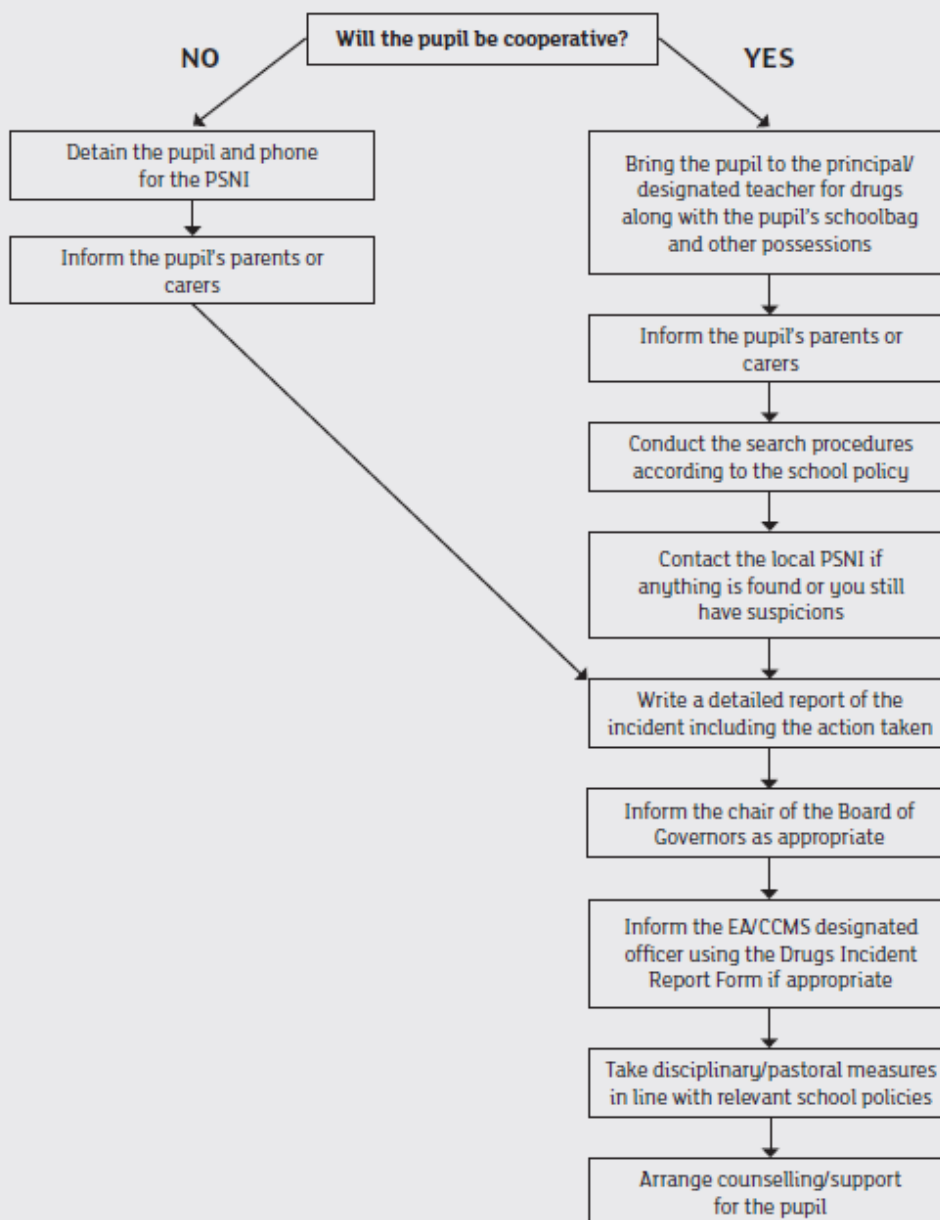 Will the pupil be cooperative?
NO
YES
Detain the pupil and phone
for the PSNI
Inform the pupil's parents or
carers
Bring the pupil to the principal/
designated teacher for drugs
along with the pupil's schoolbag
and other possessions
Inform the pupil's parents or
carers
Conduct the search procedures
according to the school policy
Contact the local PSNI if
anything is found or you still
have suspicions
Write a detailed report of the
incident including the action taken
Inform the chair of the Board of
Governors as appropriate
Inform the EA/CCMS designated
officer using the Drugs Incident
Report Form if appropriate
Take disciplinary/pastoral measures
in line with relevant school policies
Arrange counselling/support
for the pupil